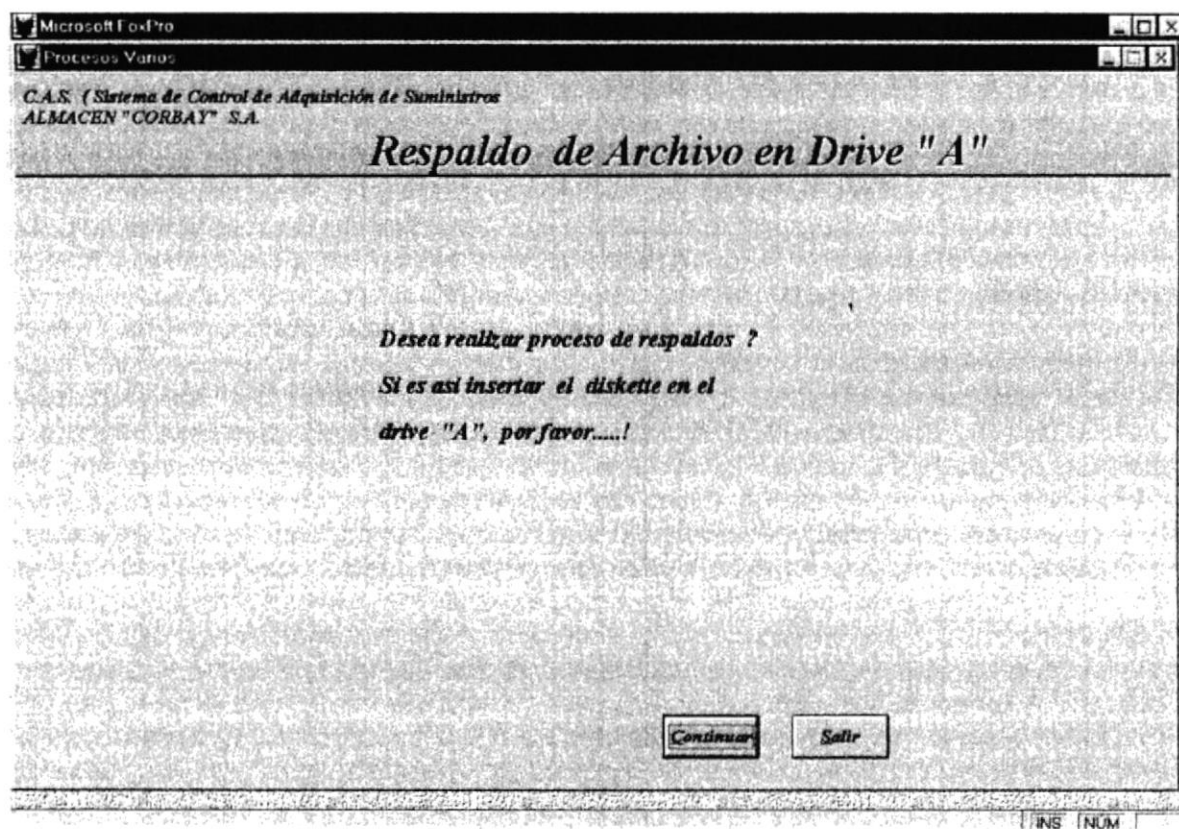 Microsoft FoxPro
Procesos Varios
C.A.S. ( Sistema de Control de Adquisición de Suministros
ALMACEN "CORBAY" S.A.
Respaldo de Archivo en Drive "A"
Desea realizar proceso de respaldos ?
Si es asi insertar el diskette en el
drive "A", por favor.....!
Continuar Salir
INS NUM